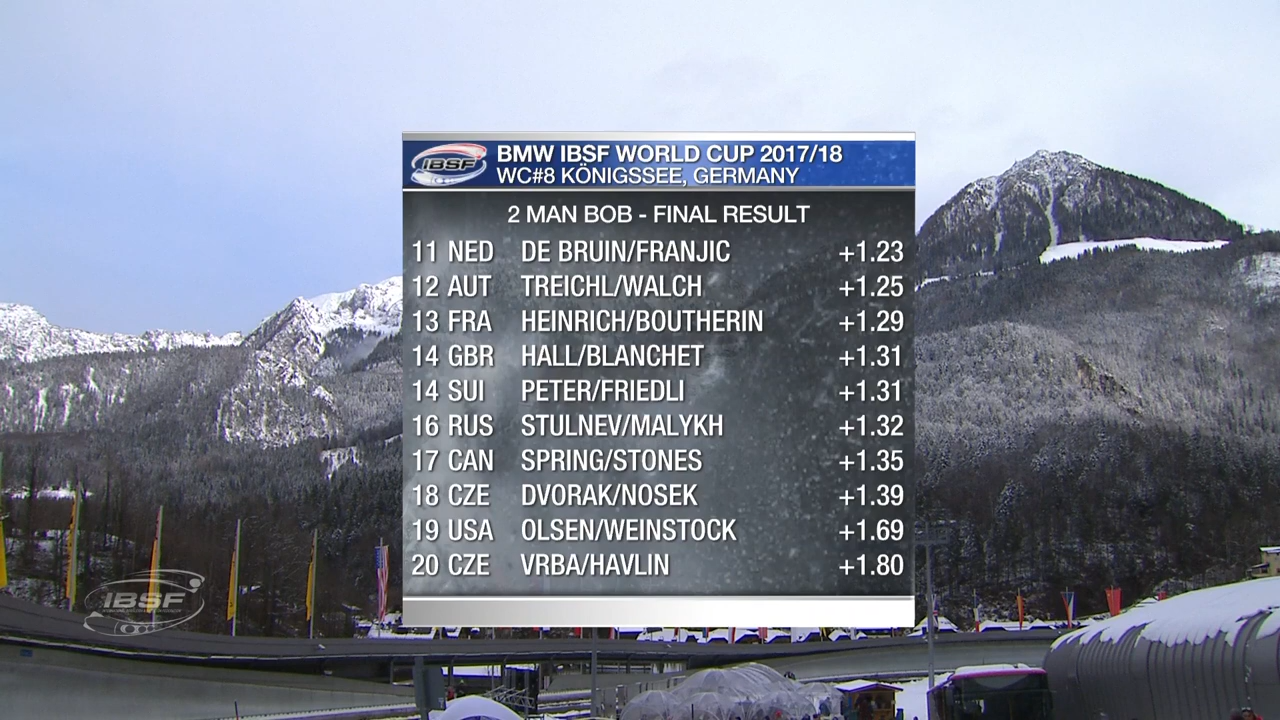 IBSF
BMW IBSF WORLD CUP 2017/18
WC#8 KÖNIGSSEE, GERMANY
2 MAN BOB - FINAL RESULT
11 NED DE BRUIN/FRANJIC +1.23
12 AUT TREICHL/WALCH +1.25
13 FRA HEINRICH/BOUTHERIN +1.29
14 GBR HALL/BLANCHET +1.31
14 SUI PETER/FRIEDLI +1.31
16 RUS STULNEV/MALYKH +1.32
17 CAN SPRING/STONES +1.35
18 CZE DVORAK/NOSEK +1.39
19 USA OLSEN/WEINSTOCK +1.69
20 CZE VRBA/HAVLIN +1.80
IBSF